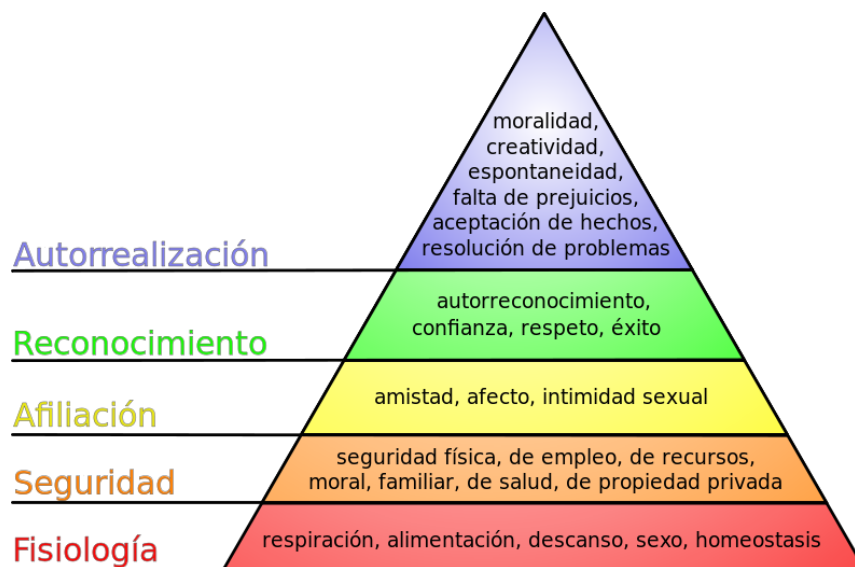 moralidad,
creatividad,
espontaneidad,
falta de prejuicios,
aceptación de hechos,
resolución de problemas
Autorrealización
autorreconocimiento,
confianza, respeto, éxito
Reconocimiento
amistad, afecto, intimidad sexual
Afiliación
seguridad física, de empleo, de recursos,
moral, familiar, de salud, de propiedad privada
Seguridad
respiración, alimentación, descanso, sexo, homeostasis
Fisiología